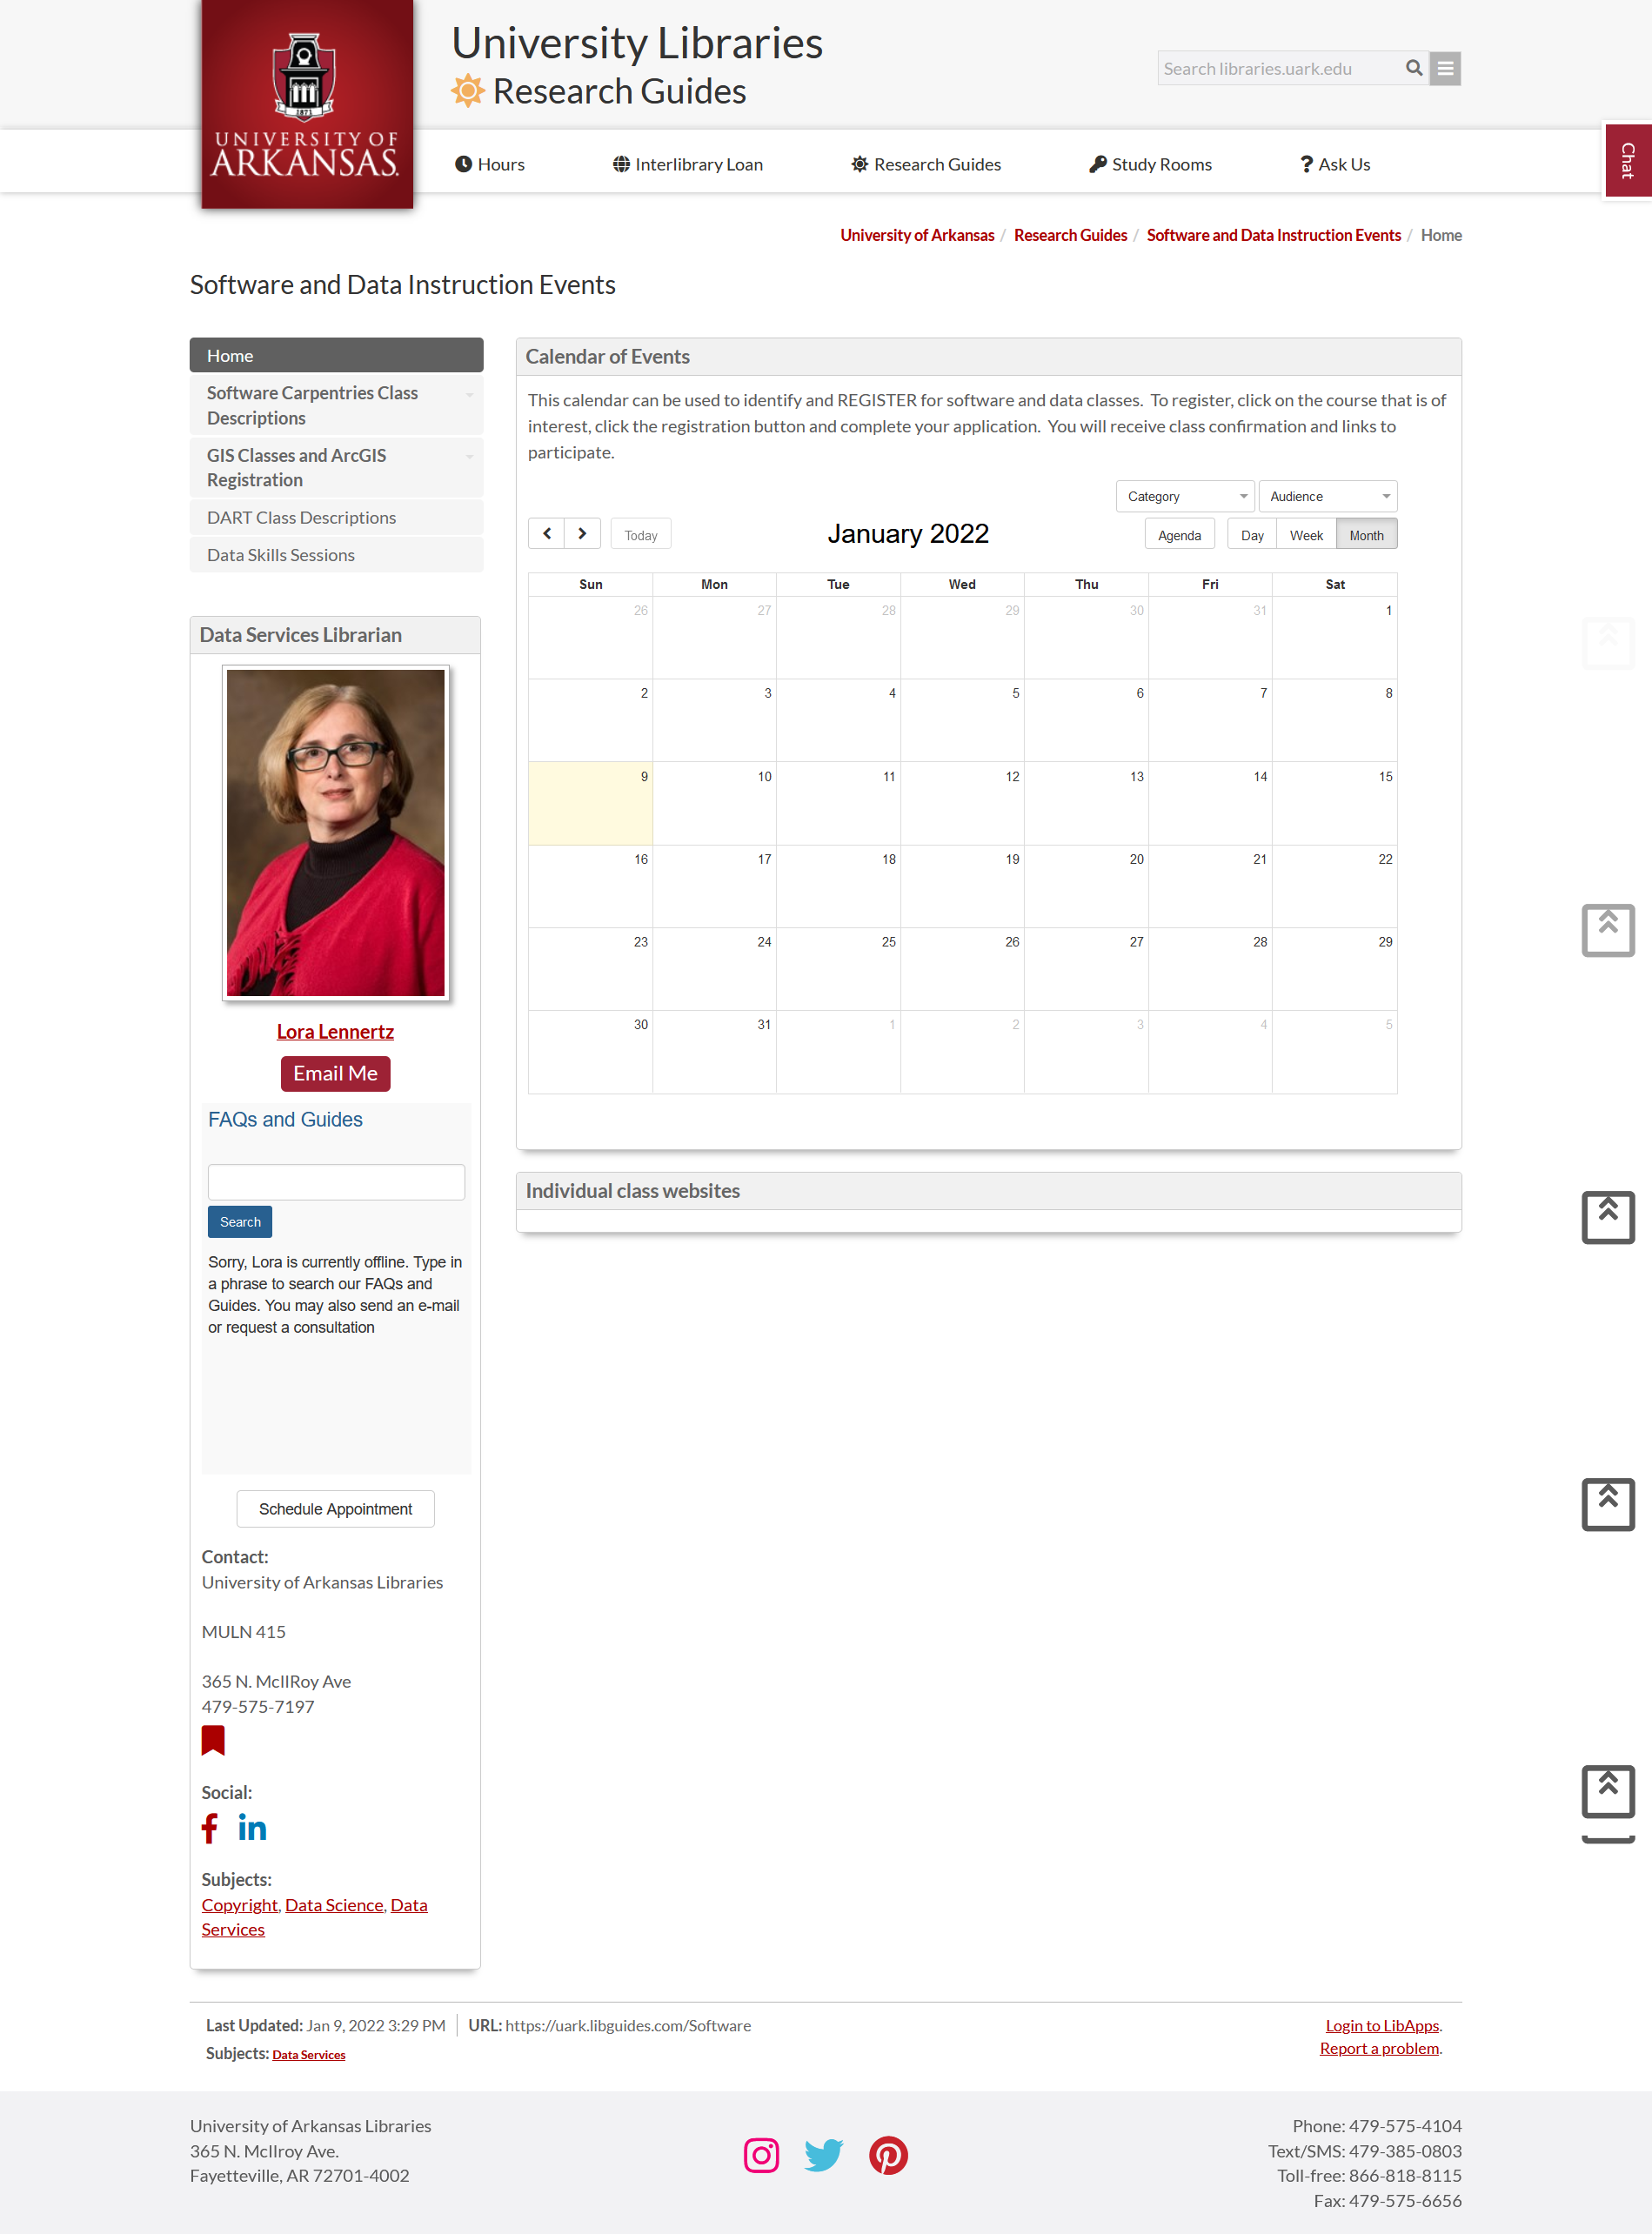 University Libraries
Research Guides
Search libraries.uark.edu
1871
UNIVERSITY OF
ARKANSAS.
Hours
Interlibrary Loan
Research Guides
Study Rooms
Ask Us
Chat
University of Arkansas / Research Guides / Software and Data Instruction Events / Home
Software and Data Instruction Events
Home
Software Carpentries Class
Descriptions
GIS Classes and ArcGIS
Registration
DART Class Descriptions
Data Skills Sessions
Data Services Librarian
Lora Lennertz
Email Me
FAQs and Guides
Search
Sorry, Lora is currently offline. Type in
a phrase to search our FAQs and
Guides. You may also send an e-mail
or request a consultation
Schedule Appointment
Contact:
University of Arkansas Libraries
MULN 415
365 N. McIlRoy Ave
479-575-7197
Social:
Subjects:
Copyright, Data Science, Data
Services
Calendar of Events
This calendar can be used to identify and REGISTER for software and data classes.  To register, click on the course that is of
interest, click the registration button and complete your application.  You will receive class confirmation and links to
participate.
Category
Audience
Today
January 2022
Agenda
Day
Week
Month
Sun Mon Tue Wed Thu Fri Sat
26 27 28 29 30 31 1
2 3 4 5 6 7 8
9 10 11 12 13 14 15
16 17 18 19 20 21 22
23 24 25 26 27 28 29
30 31 1 2 3 4 5
Individual class websites
Last Updated: Jan 9, 2022 3:29 PM
URL: https://uark.libguides.com/Software
Subjects: Data Services
Login to LibApps.
Report a problem.
University of Arkansas Libraries
365 N. McIlroy Ave.
Fayetteville, AR 72701-4002
Phone: 479-575-4104
Text/SMS: 479-385-0803
Toll-free: 866-818-8115
Fax: 479-575-6656